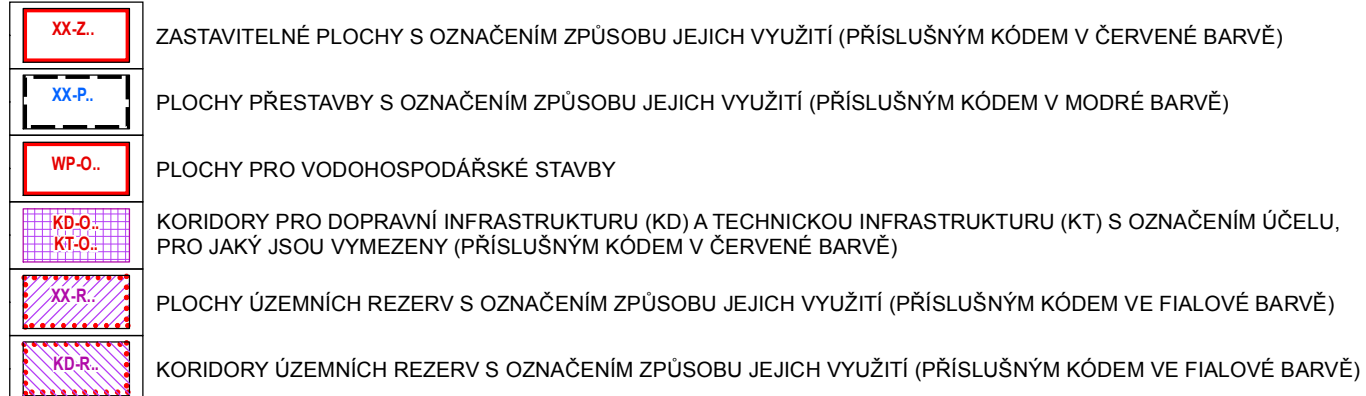 XX-Z..
ZASTAVITELNÉ PLOCHY S OZNAČENÍM ZPŮSOBU JEJICH VYUŽITÍ (PŘÍSLUŠNÝM KÓDEM V ČERVENÉ BARVĚ)
XX-P..
PLOCHY PŘESTAVBY S OZNAČENÍM ZPŮSOBU JEJICH VYUŽITÍ (PŘÍSLUŠNÝM KÓDEM V MODRÉ BARVĚ)
WP-O..
PLOCHY PRO VODOHOSPODÁŘSKÉ STAVBY
KD-O..
KT-O..
KORIDORY PRO DOPRAVNÍ INFRASTRUKTURU (KD) A TECHNICKOU INFRASTRUKTURU (KT) S OZNAČENÍM ÚČELU,
PRO JAKÝ JSOU VYMEZENY (PŘÍSLUŠNÝM KÓDEM V ČERVENÉ BARVĚ)
XX-R..
PLOCHY ÚZEMNÍCH REZERV S OZNAČENÍM ZPŮSOBU JEJICH VYUŽITÍ (PŘÍSLUŠNÝM KÓDEM VE FIALOVÉ BARVĚ)
KD-R..
KORIDORY ÚZEMNÍCH REZERV S OZNAČENÍM ZPŮSOBU JEJICH VYUŽITÍ (PŘÍSLUŠNÝM KÓDEM VE FIALOVÉ BARVĚ)